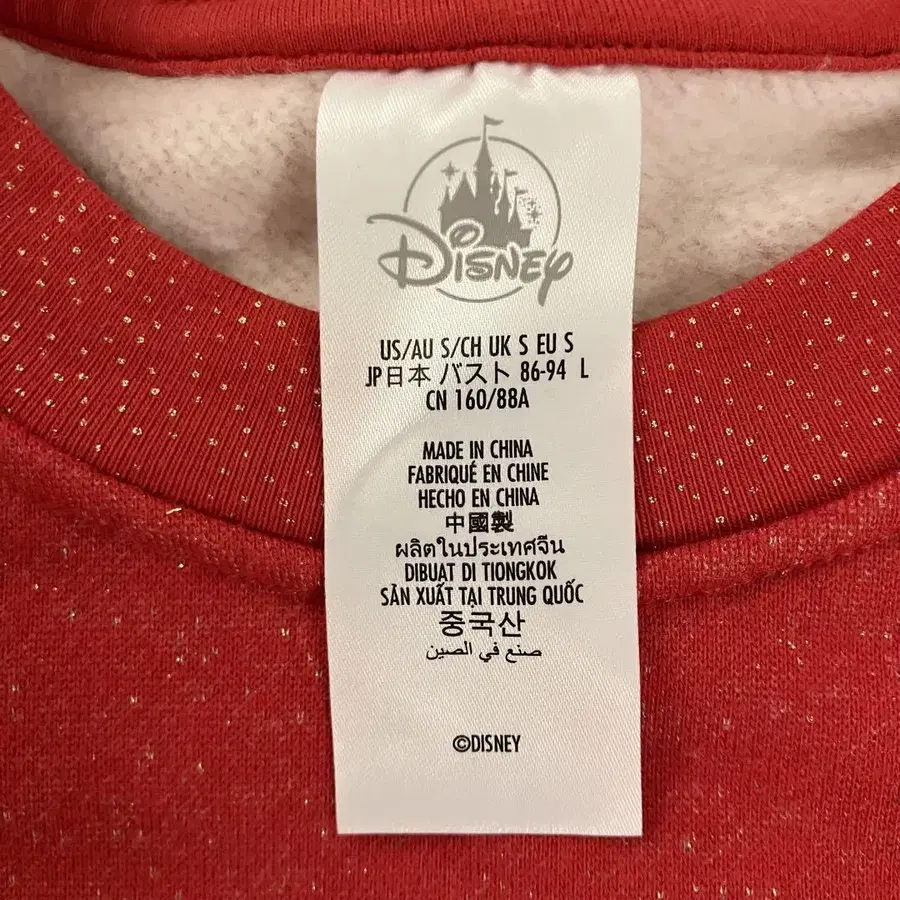 DISNEY
US/AU S/CH UK S EU S
JP日本 バスト 86-94 L
CN 160/88A
MADE IN CHINA
FABRIQUÉ EN CHINE
HECHO EN CHINA
中國製
ผลิตในประเทศจีน
DIBUAT DI TIONGKOK
SẢN XUẤT TẠI TRUNG QUỐC
중국산
صنع في الصين
©DISNEY